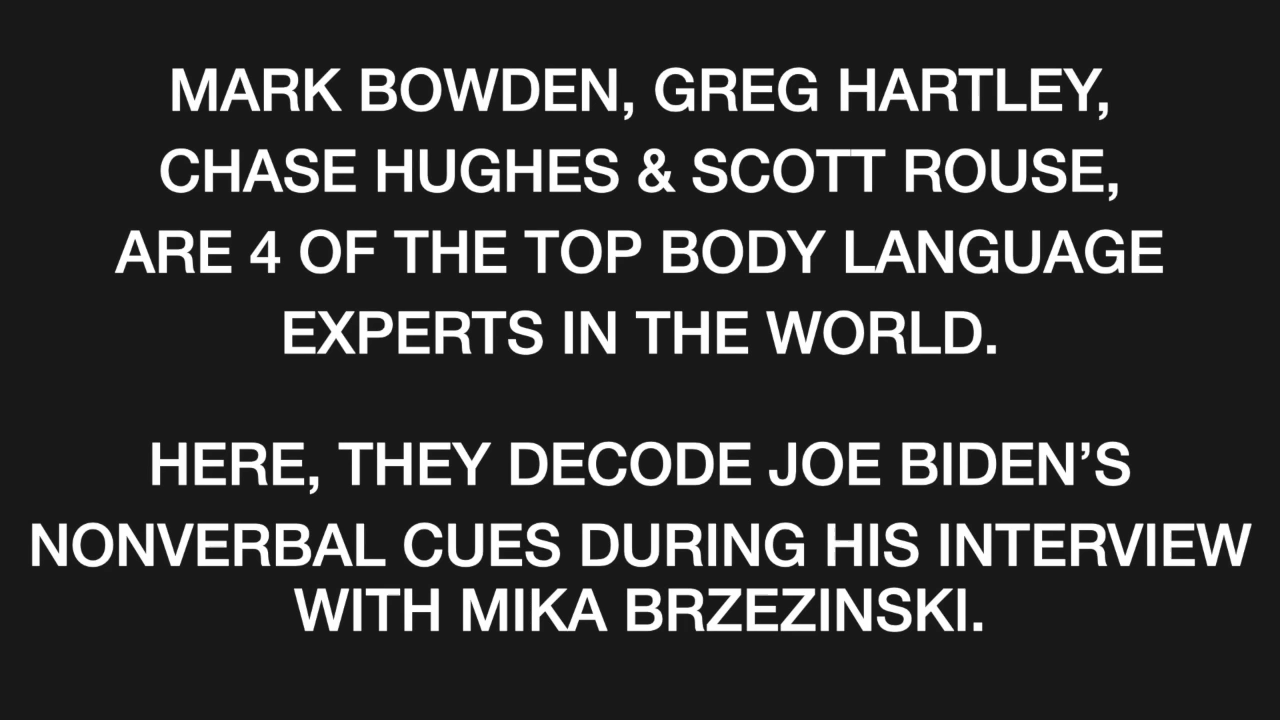 MARK BOWDEN, GREG HARTLEY,
CHASE HUGHES & SCOTT ROUSE,
ARE 4 OF THE TOP BODY LANGUAGE
EXPERTS IN THE WORLD.
HERE, THEY DECODE JOE BIDEN’S
NONVERBAL CUES DURING HIS INTERVIEW
WITH MIKA BRZEZINSKI.